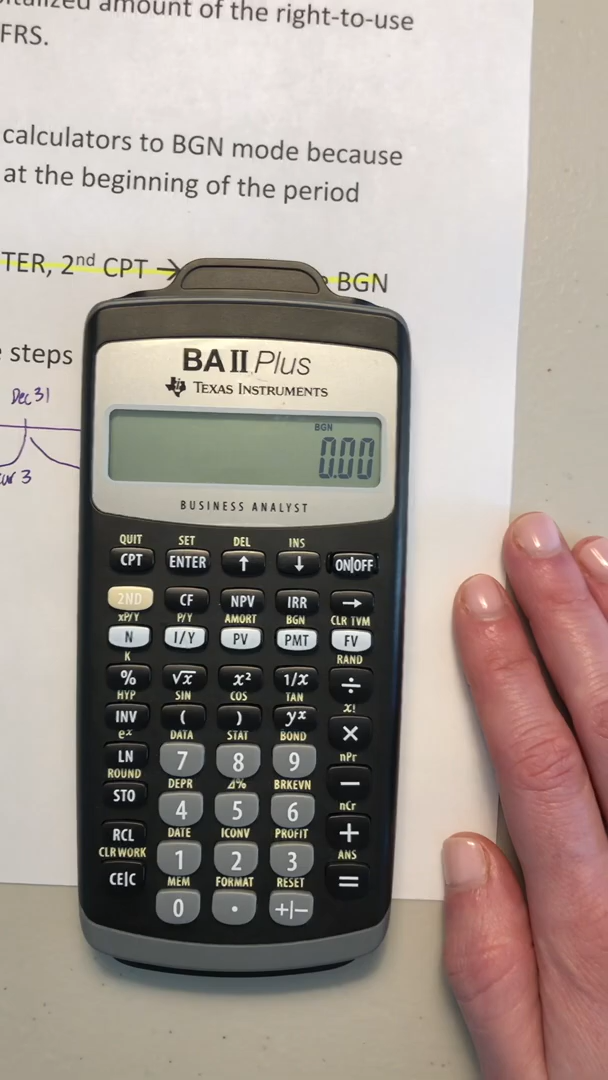 amount of the right-to-use
FRS.
calculators to BGN mode because
at the beginning of the period
TER, 2nd CPT → BGN
steps
Dec 31
3
BA II Plus
TEXAS INSTRUMENTS
BGN
0.00
BUSINESS ANALYST
QUIT SET DEL INS
CPT ENTER ↑ ↓ ON|OFF
2ND CF NPV IRR →
xP/Y P/Y AMORT BGN CLR TVM
N I/Y PV PMT FV
K RAND
% √x x² 1/x ÷
HYP SIN COS TAN x!
INV ( ) yˣ ×
eˣ DATA STAT BOND nPr
LN 7 8 9 −
ROUND DEPR Δ% BRKEVN nCr
STO 4 5 6 +
DATE ICONV PROFIT ANS
RCL 1 2 3 =
CLR WORK MEM FORMAT RESET
CE|C 0 . +|−